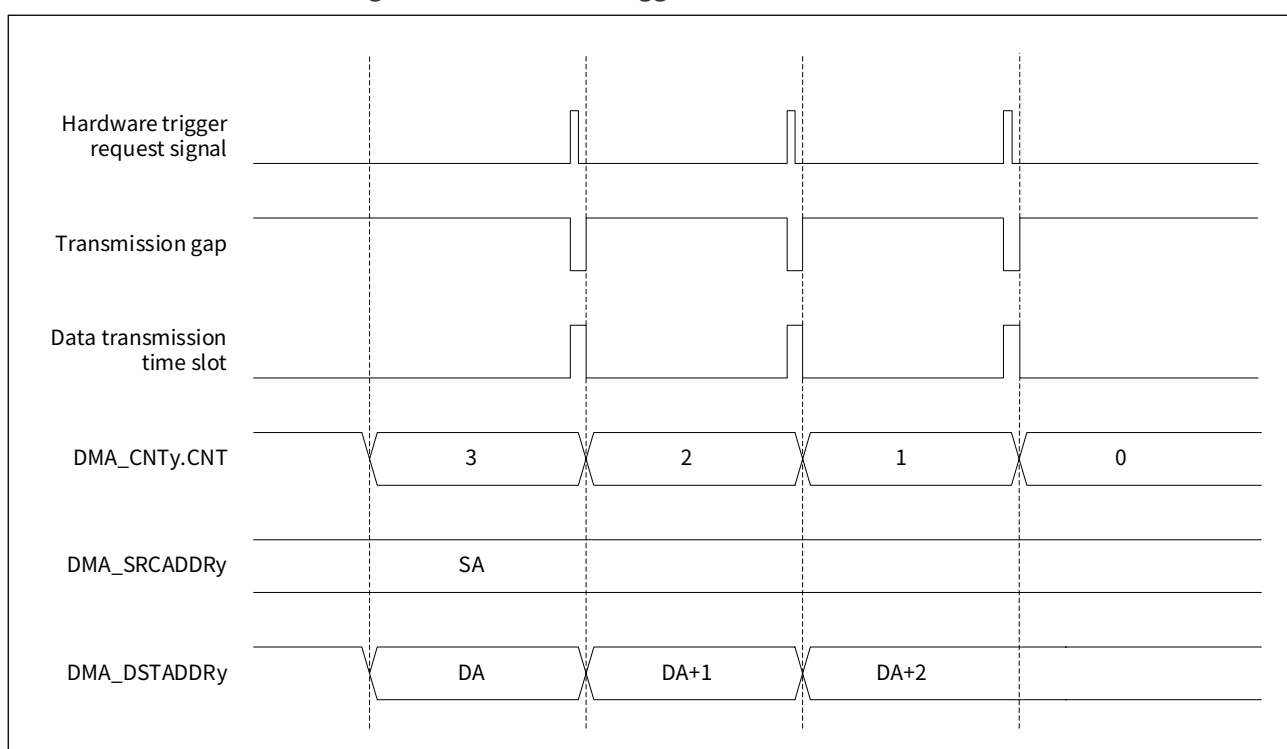 Hardware trigger
request signal
Transmission gap
Data transmission
time slot
DMA_CNTy.CNT
3
2
1
0
DMA_SRCADDRy
SA
DMA_DSTADDRy
DA
DA+1
DA+2